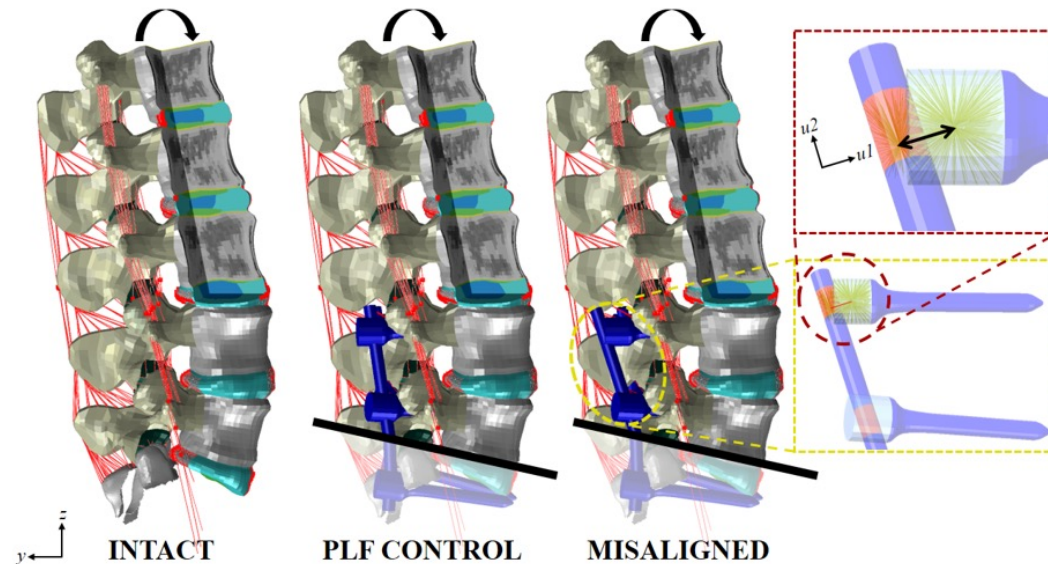 u2
u1
z
y
INTACT
PLF CONTROL
MISALIGNED